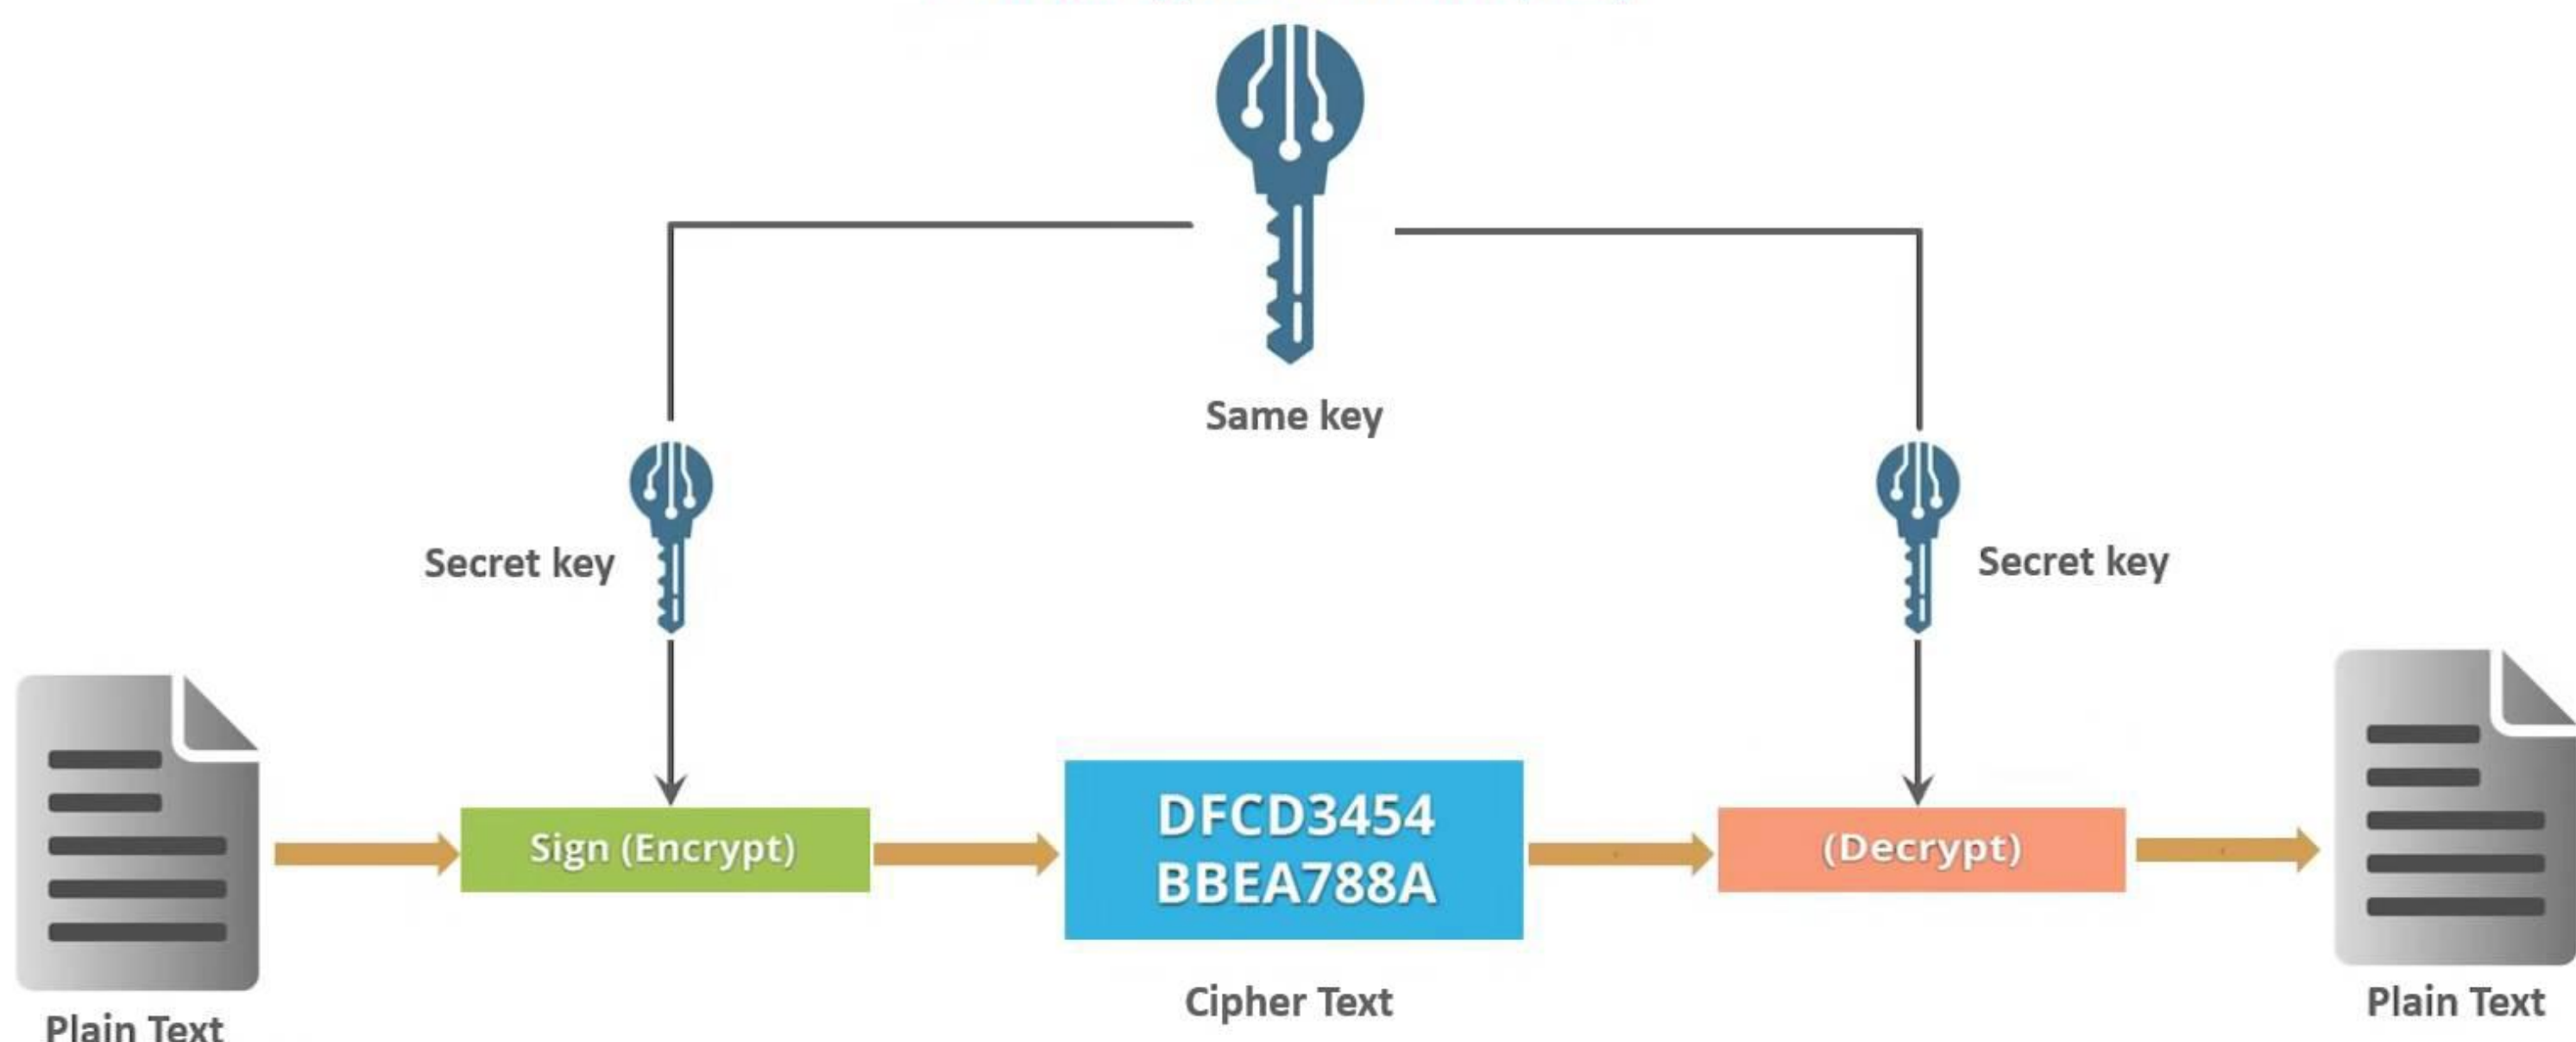 Same key
Secret key
Secret key
Sign (Encrypt)
DFCD3454
BBEA788A
(Decrypt)
Cipher Text
Plain Text
Plain Text